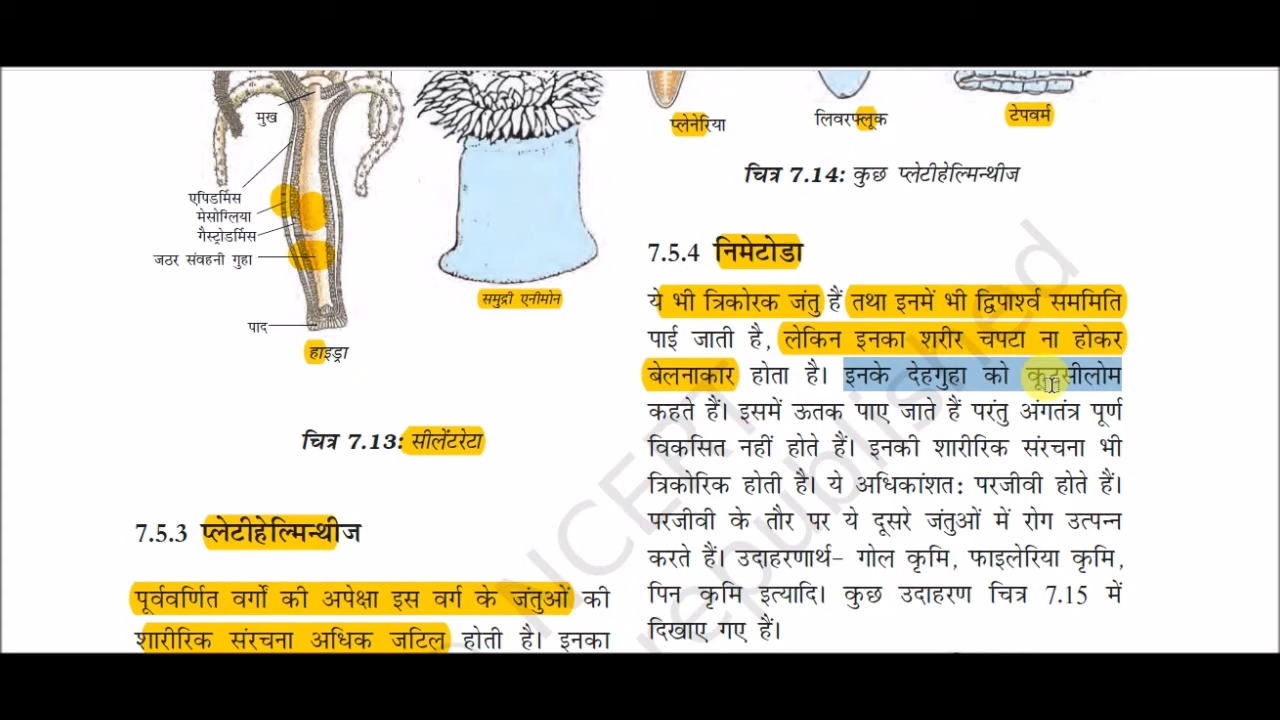 मुख
एपिडर्मिस
मेसोग्लिया
गैस्ट्रोडर्मिस
जठर संवहनी गुहा
पाद
हाइड्रा
समुद्री एनीमोन
चित्र 7.13: सीलेंटरेटा
7.5.3 प्लेटीहेल्मिन्थीज
पूर्ववर्णित वर्गों की अपेक्षा इस वर्ग के जंतुओं की
शारीरिक संरचना अधिक जटिल होती है। इनका
प्लेनेरिया
लिवरफ्लूक
टेपवर्म
चित्र 7.14: कुछ प्लेटीहेल्मिन्थीज
7.5.4 निमेटोडा
ये भी त्रिकोरक जंतु हैं तथा इनमें भी द्विपार्श्व सममिति
पाई जाती है, लेकिन इनका शरीर चपटा ना होकर
बेलनाकार होता है। इनके देहगुहा को कूटसीलोम
कहते हैं। इसमें ऊतक पाए जाते हैं परंतु अंगतंत्र पूर्ण
विकसित नहीं होते हैं। इनकी शारीरिक संरचना भी
त्रिकोरिक होती है। ये अधिकांशत: परजीवी होते हैं।
परजीवी के तौर पर ये दूसरे जंतुओं में रोग उत्पन्न
करते हैं। उदाहरणार्थ– गोल कृमि, फाइलेरिया कृमि,
पिन कृमि इत्यादि। कुछ उदाहरण चित्र 7.15 में
दिखाए गए हैं।
NCERT
republished